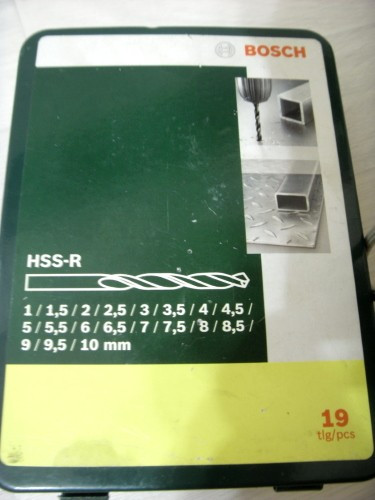 BOSCH
HSS-R
1 / 1,5 / 2 / 2,5 / 3 / 3,5 / 4 / 4,5 /
5 / 5,5 / 6 / 6,5 / 7 / 7,5 / 8 / 8,5 /
9 / 9,5 / 10 mm
19
tlg/pcs